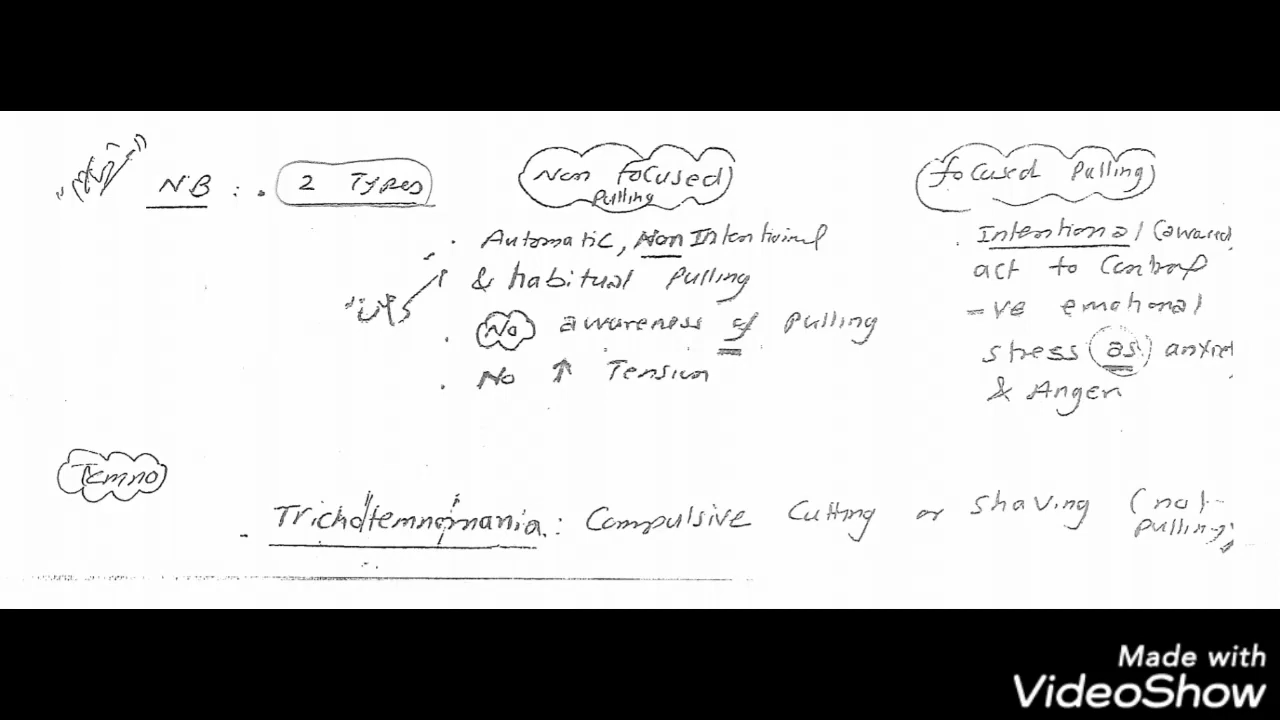 NB : . 2 Types
Non focused
Pulling
. Automatic, Non Intentional
& habitual Pulling
. No awareness of pulling
. No ↑ Tension
focused Pulling
. Intentional (aware)
act to Control
-ve emotional
stress as
& Anger
Temno
. Trichotemnomania : Compulsive Cutting or shaving (not
pulling)
Made with
VideoShow